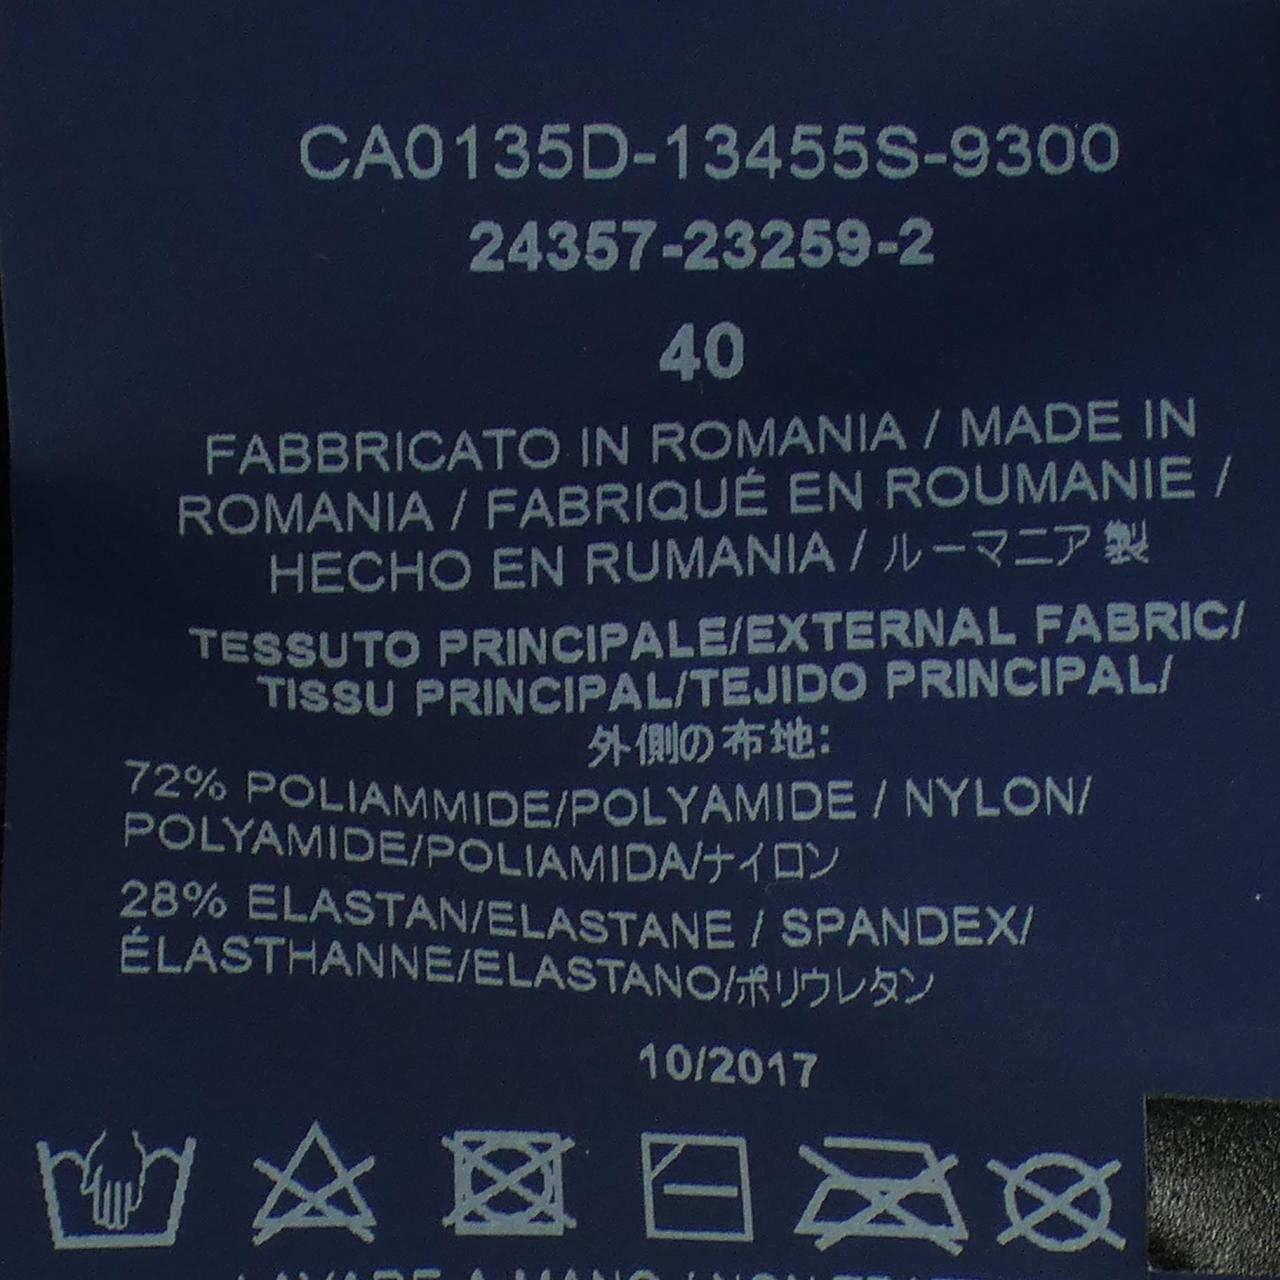 CA0135D-13455S-9300
24357-23259-2
40
FABBRICATO IN ROMANIA / MADE IN
ROMANIA / FABRIQUÉ EN ROUMANIE /
HECHO EN RUMANIA / ルーマニア製
TESSUTO PRINCIPALE/EXTERNAL FABRIC/
TISSU PRINCIPAL/TEJIDO PRINCIPAL/
外側の布地:
72% POLIAMMIDE/POLYAMIDE / NYLON/
POLYAMIDE/POLIAMIDA/ナイロン
28% ELASTAN/ELASTANE / SPANDEX/
ÉLASTHANNE/ELASTANO/ポリウレタン
10/2017
LAVARE A MANO / NON